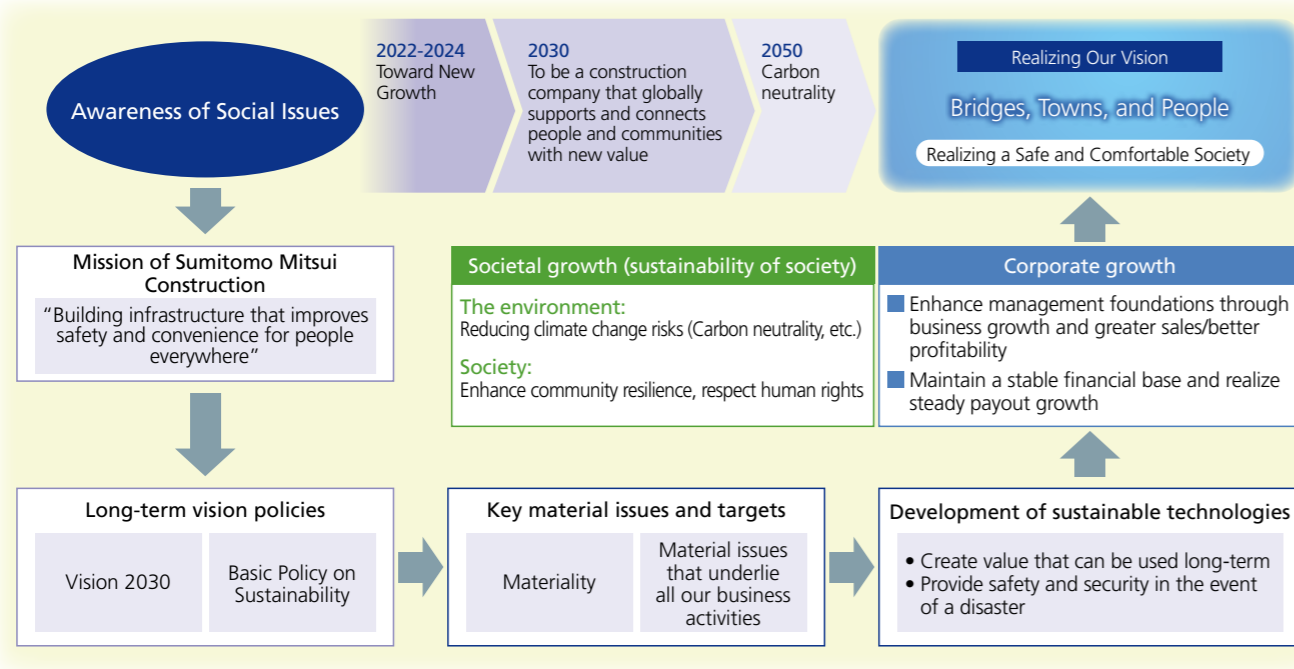 Awareness of Social Issues
2022-2024
Toward New
Growth
2030
To be a construction
company that globally
supports and connects
people and communities
with new value
2050
Carbon
neutrality
Realizing Our Vision
Bridges, Towns, and People
Realizing a Safe and Comfortable Society
Mission of Sumitomo Mitsui
Construction
“Building infrastructure that improves
safety and convenience for people
everywhere”
Societal growth (sustainability of society)
The environment:
Reducing climate change risks (Carbon neutrality, etc.)
Society:
Enhance community resilience, respect human rights
Corporate growth
Enhance management foundations through
business growth and greater sales/better
profitability
Maintain a stable financial base and realize
steady payout growth
Long-term vision policies
Vision 2030
Basic Policy on
Sustainability
Key material issues and targets
Materiality
Material issues
that underlie
all our business
activities
Development of sustainable technologies
• Create value that can be used long-term
• Provide safety and security in the event
of a disaster